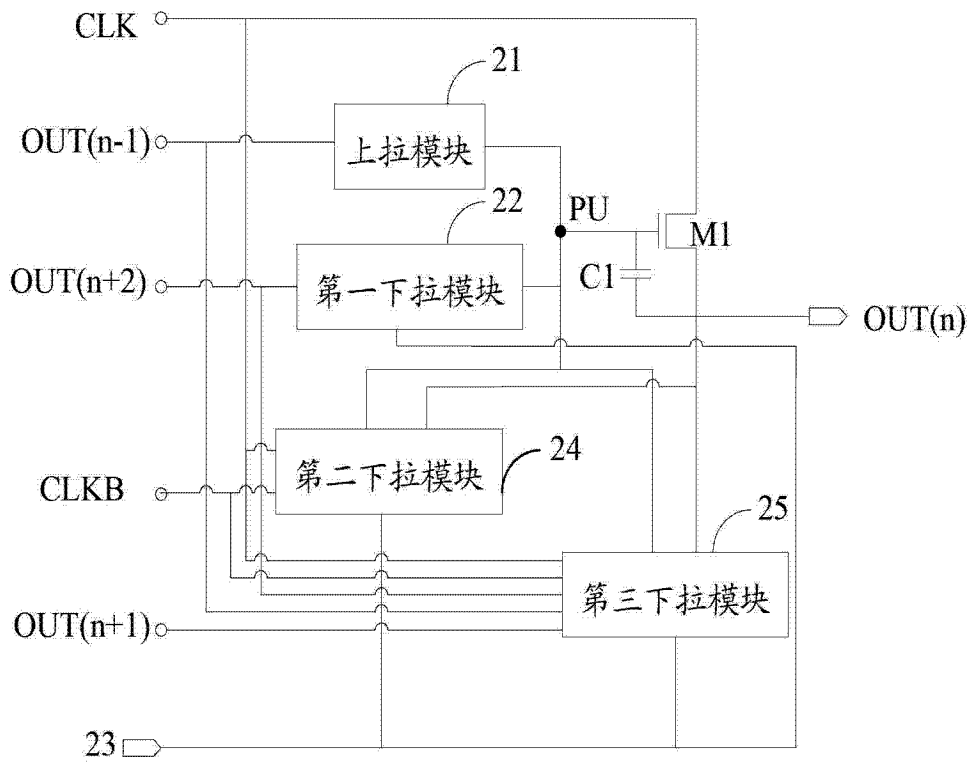 CLK
21
OUT(n-1)
上拉模块
22
PU
M1
OUT(n+2)
第一下拉模块
C1
OUT(n)
24
CLKB
第二下拉模块
25
第三下拉模块
OUT(n+1)
23